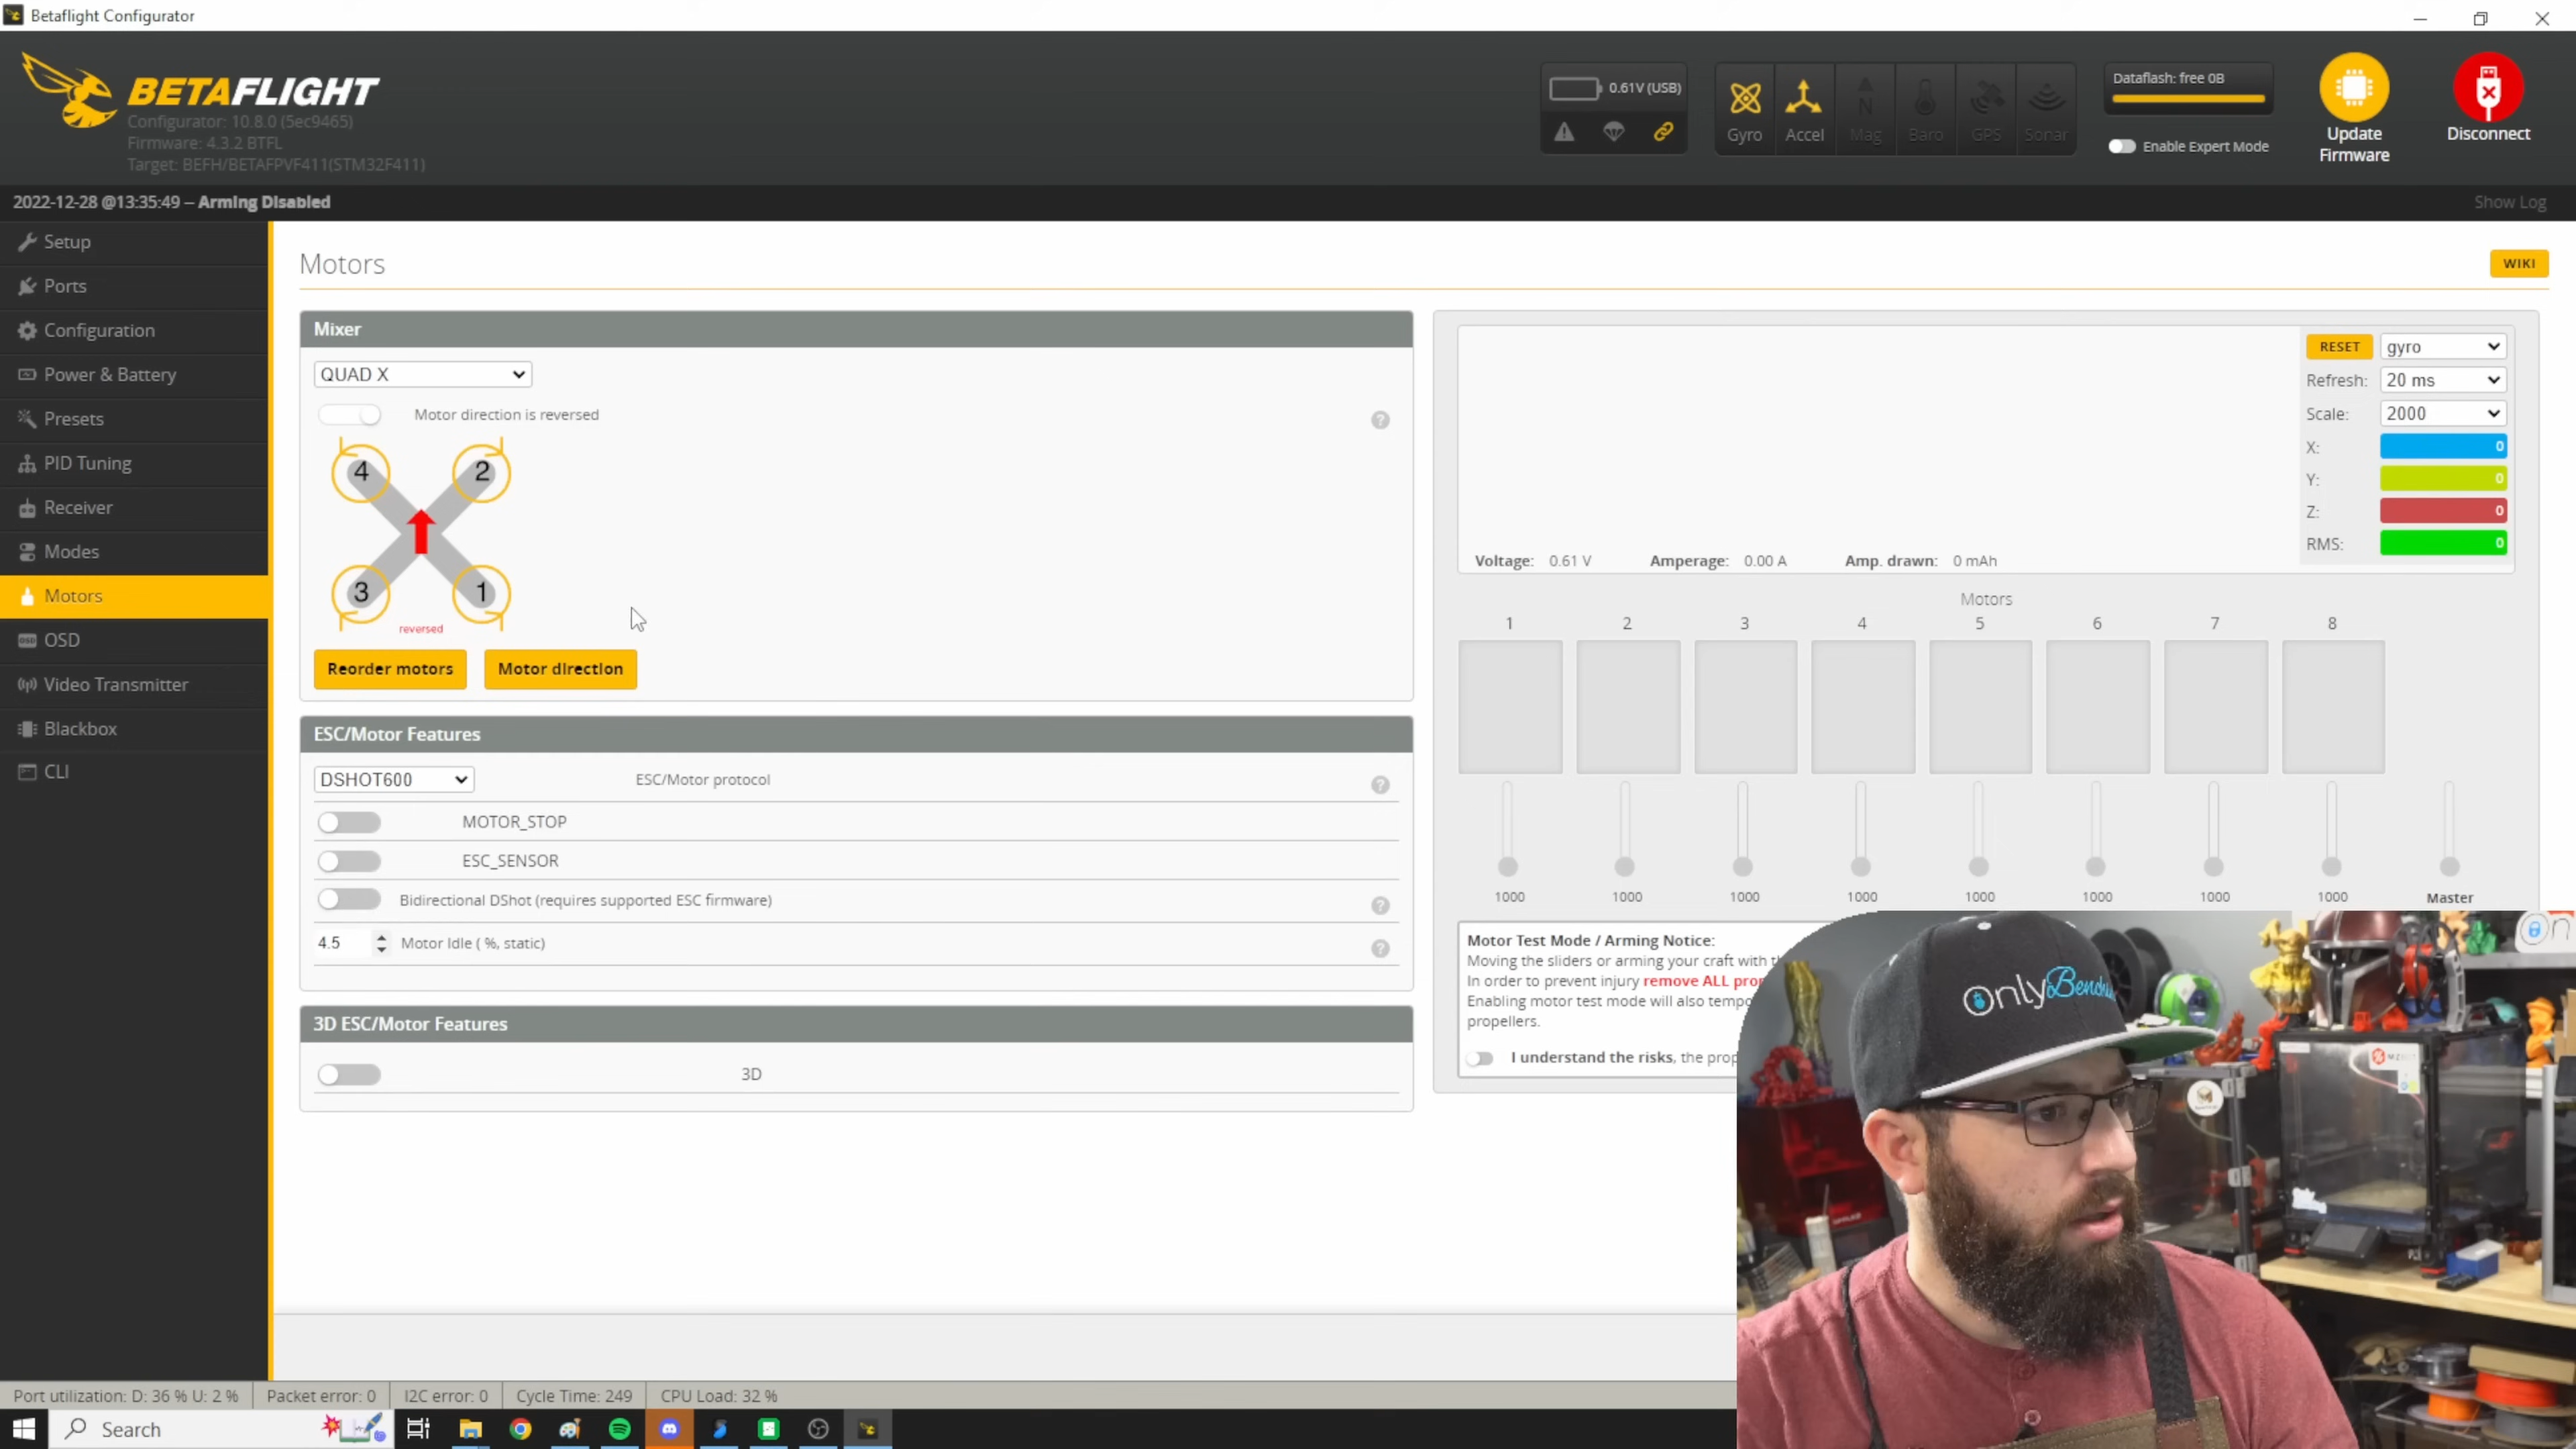 Betaflight Configurator
BETAFLIGHT
Configurator: 10.8.0 (5ec9465)
Firmware: 4.3.2 BTFL
Target: BEFH/BETAFPVF411(STM32F411)
0.61V (USB)
Gyro
Accel
Mag
Baro
GPS
Sonar
Dataflash: free 0B
Enable Expert Mode
Update
Firmware
Disconnect
2022-12-28 @13:35:49 – Arming Disabled
Show Log
Setup
Ports
Configuration
Power & Battery
Presets
PID Tuning
Receiver
Modes
Motors
OSD
Video Transmitter
Blackbox
CLI
Motors
WIKI
Mixer
QUAD X
Motor direction is reversed
4
2
3
1
reversed
Reorder motors
Motor direction
ESC/Motor Features
DSHOT600
ESC/Motor protocol
MOTOR_STOP
ESC_SENSOR
Bidirectional DShot (requires supported ESC firmware)
4.5 Motor Idle ( %, static)
3D ESC/Motor Features
3D
RESET gyro
Refresh: 20 ms
Scale: 2000
X: 0
Y: 0
Z: 0
RMS: 0
Voltage: 0.61 V Amperage: 0.00 A Amp. drawn: 0 mAh
Motors
1 2 3 4 5 6 7 8
1000 1000 1000 1000 1000 1000 1000 1000 Master
Motor Test Mode / Arming Notice:
Moving the sliders or arming your craft with
In order to prevent injury remove ALL
Enabling motor test mode will also
propellers.
I understand the risks, the
Only
Port utilization: D: 36 % U: 2 % Packet error: 0 I2C error: 0 Cycle Time: 249 CPU Load: 32 %
Search